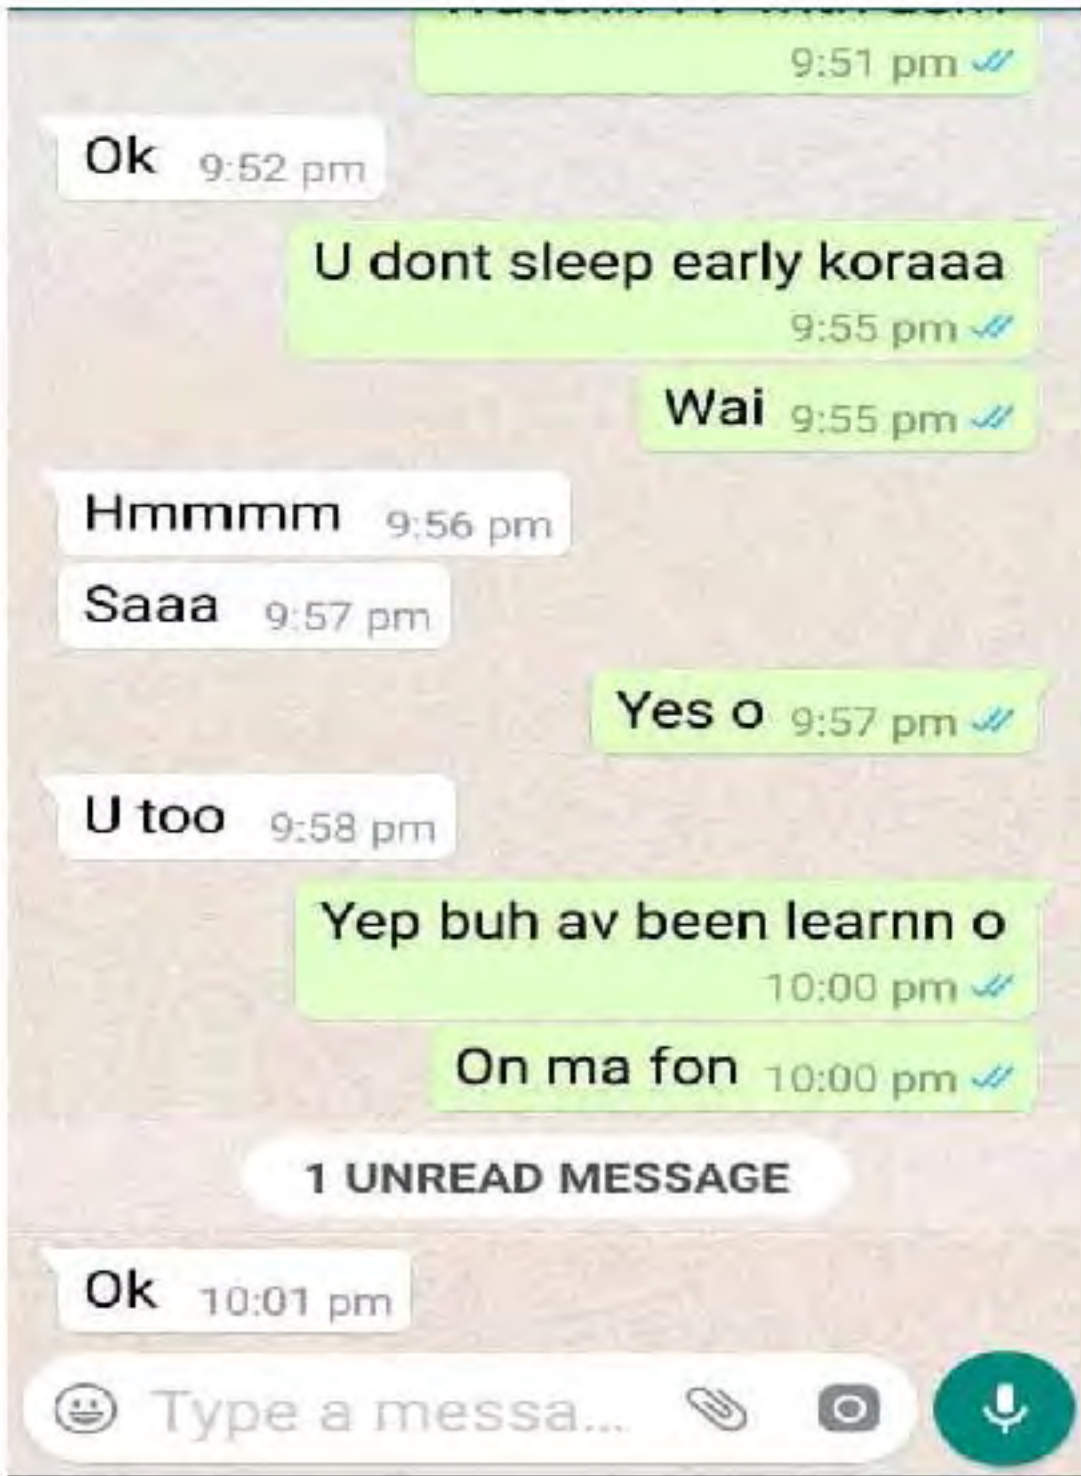 9:51 pm
Ok 9:52 pm
U dont sleep early koraaa
9:55 pm
Wai 9:55 pm
Hmmmm 9:56 pm
Saaa 9:57 pm
Yes o 9:57 pm
U too 9:58 pm
Yep buh av been learnn o
10:00 pm
On ma fon 10:00 pm
1 UNREAD MESSAGE
Ok 10:01 pm
Type a messa...